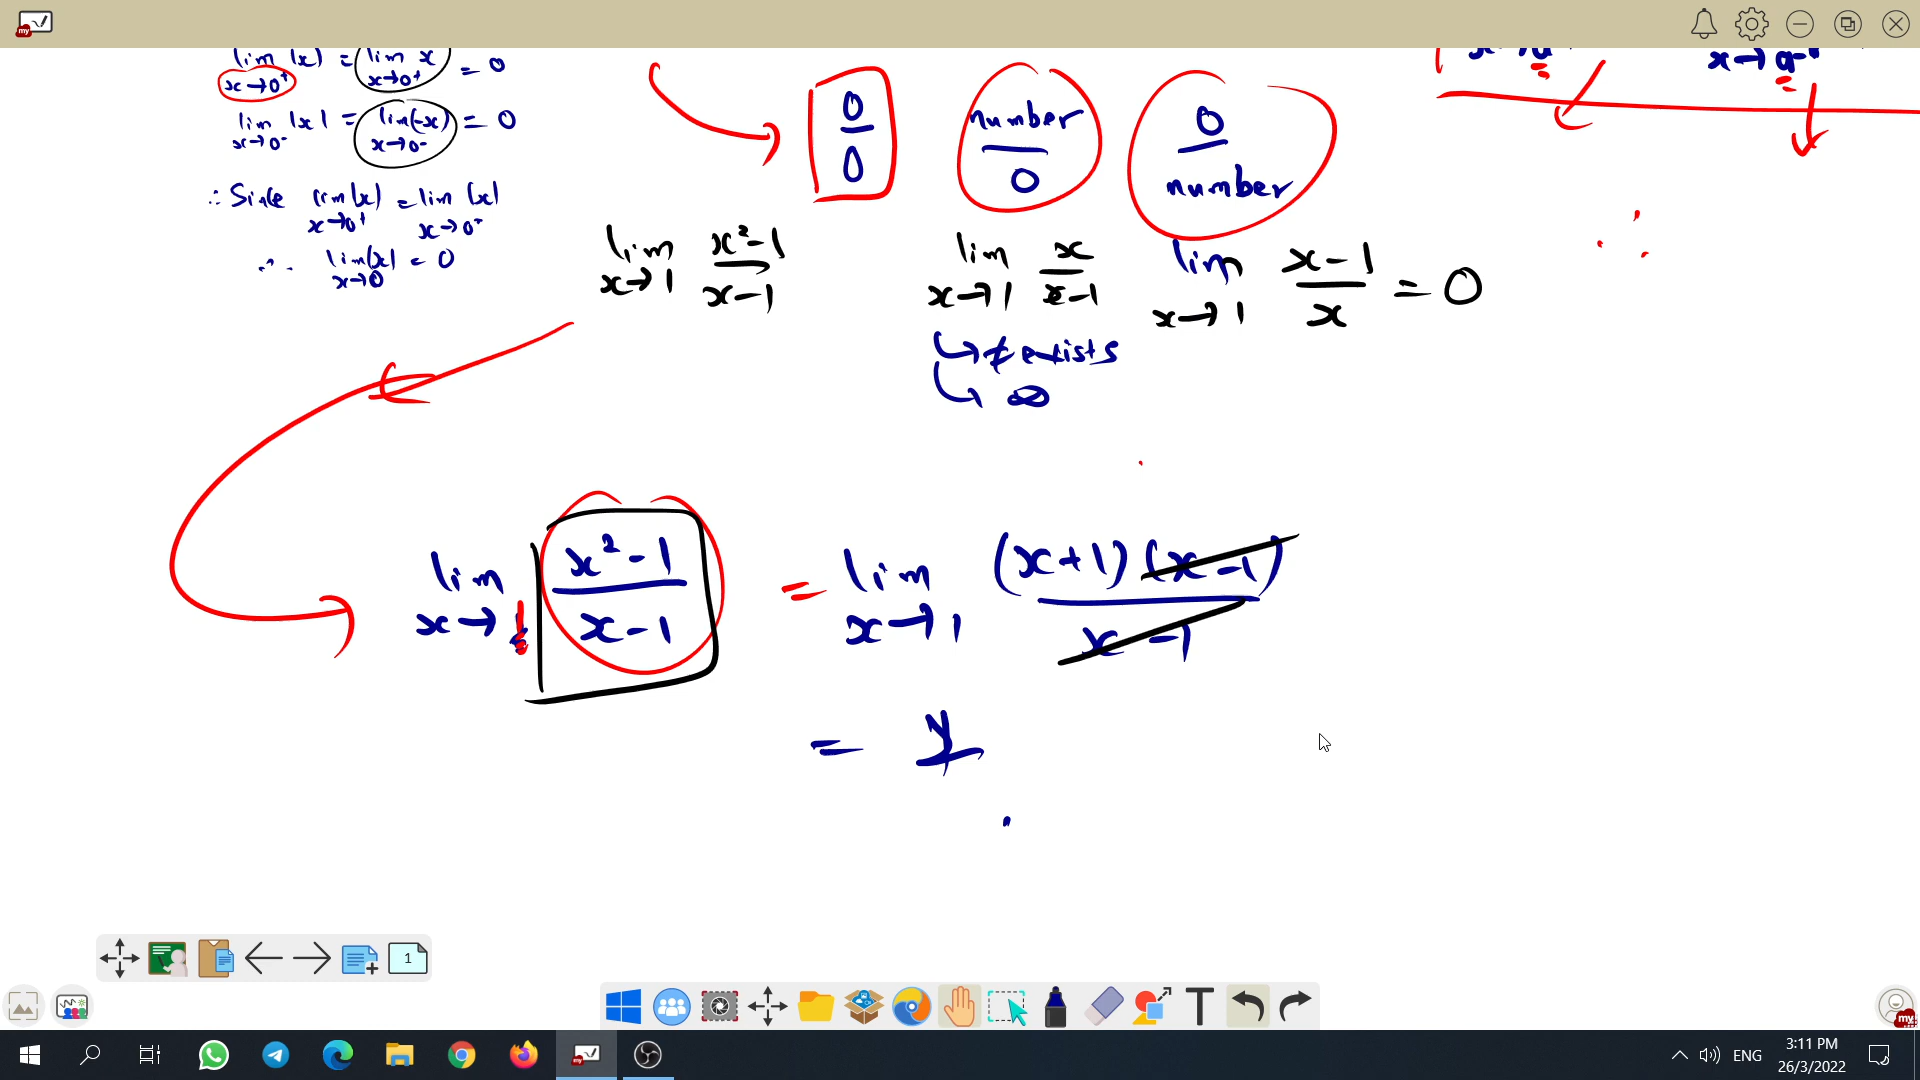 lim |x| = lim x = 0
x→0⁺ x→0⁺
lim |x| = lim(-x) = 0
x→0⁻ x→0⁻
∴ Since lim |x| = lim |x|
x→0⁺ x→0⁻
∴ lim |x| = 0
x→0
0
0
number
0
0
number
x→a⁻ x→a⁺
lim x²-1
x→1 x-1
lim x
x→1 x-1
lim x-1 = 0
x→1 x
exists
∞
lim x²-1 = lim (x+1)(x-1)
x→1 x-1 x→1 x-1
=
1
ENG
3:11 PM
26/3/2022